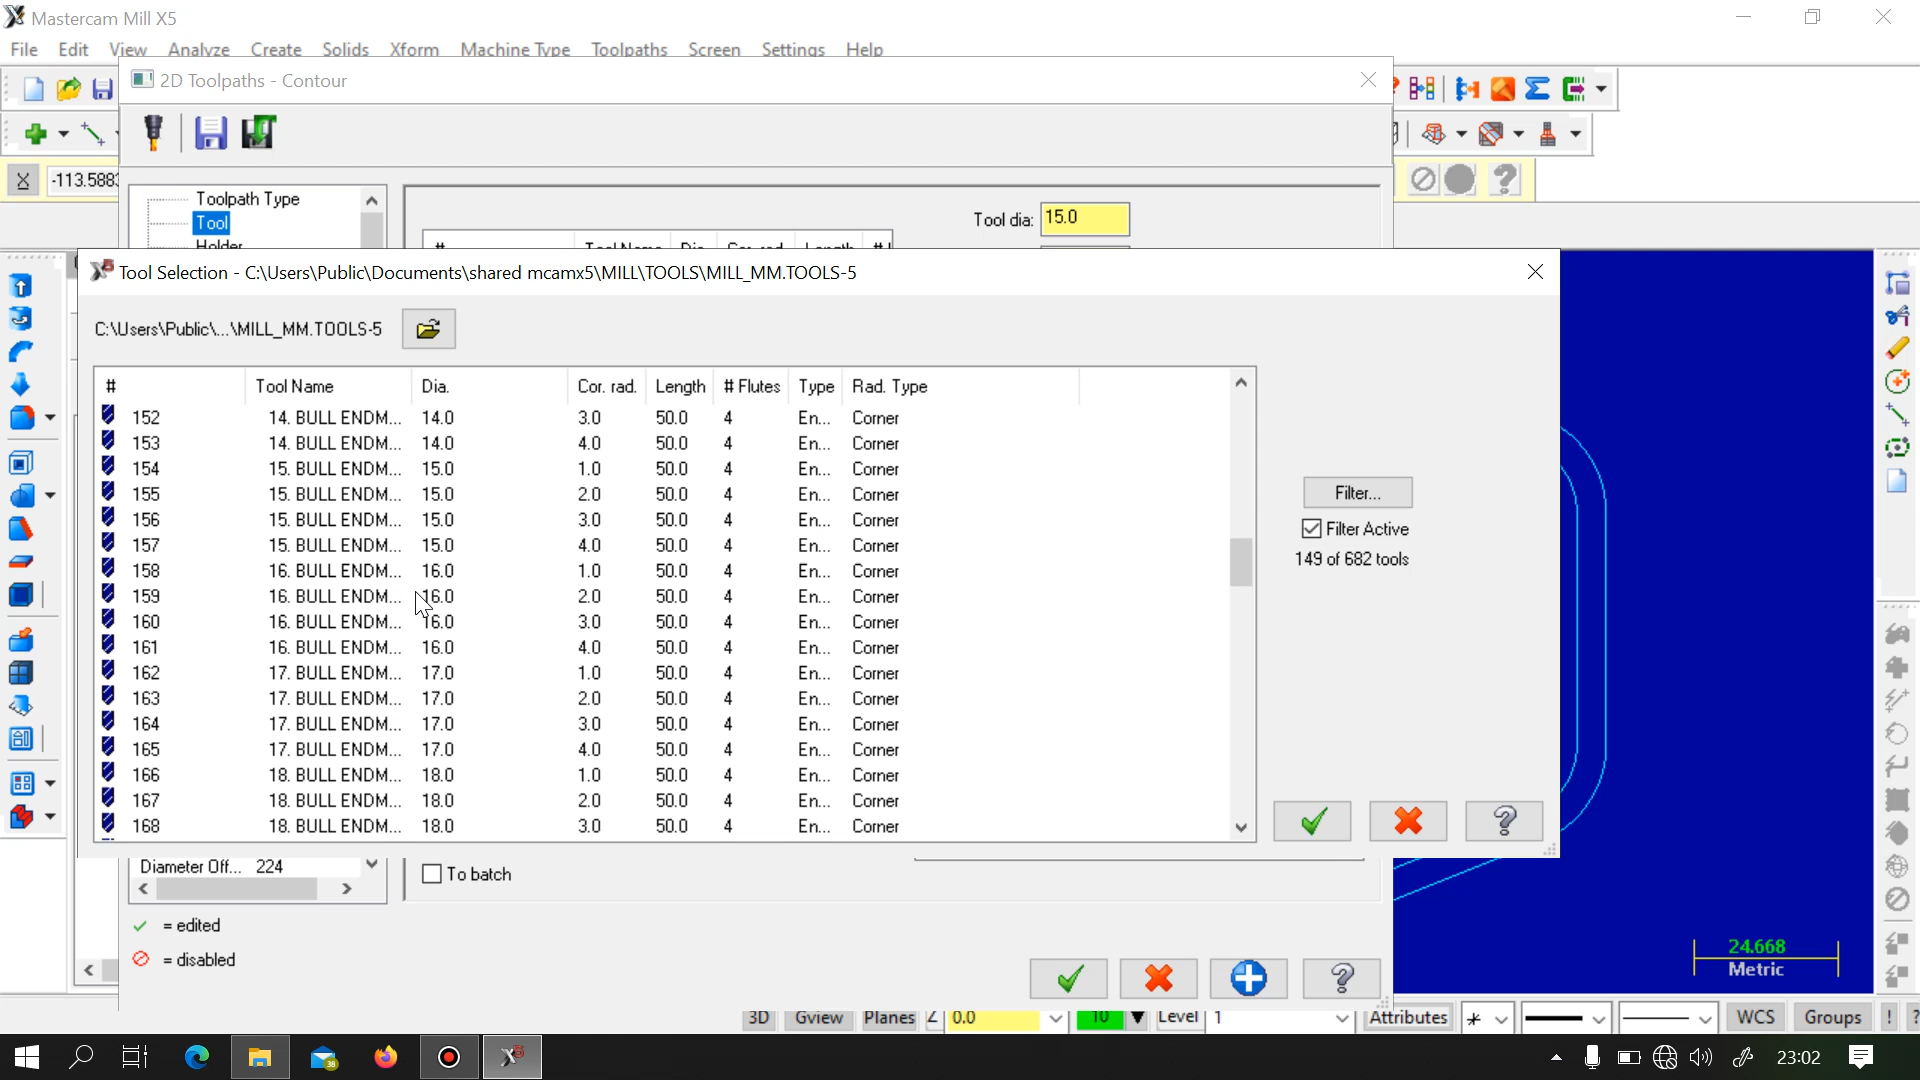 Mastercam Mill X5
File Edit View Analyze Create Solids Xform Machine Type Toolpaths Screen Settings Help
2D Toolpaths - Contour
-113.5883
Toolpath Type
Tool
Holder
Tool dia: 15.0
# Tool Name Dia. Cor. rad. Length
Tool Selection - C:\Users\Public\Documents\shared mcamx5\MILL\TOOLS\MILL_MM.TOOLS-5
C:\Users\Public\...\MILL_MM.TOOLS-5
# Tool Name Dia. Cor. rad. Length # Flutes Type Rad. Type
152 14. BULL ENDM... 14.0 3.0 50.0 4 En... Corner
153 14. BULL ENDM... 14.0 4.0 50.0 4 En... Corner
154 15. BULL ENDM... 15.0 1.0 50.0 4 En... Corner
155 15. BULL ENDM... 15.0 2.0 50.0 4 En... Corner
156 15. BULL ENDM... 15.0 3.0 50.0 4 En... Corner
157 15. BULL ENDM... 15.0 4.0 50.0 4 En... Corner
158 16. BULL ENDM... 16.0 1.0 50.0 4 En... Corner
159 16. BULL ENDM... 16.0 2.0 50.0 4 En... Corner
160 16. BULL ENDM... 16.0 3.0 50.0 4 En... Corner
161 16. BULL ENDM... 16.0 4.0 50.0 4 En... Corner
162 17. BULL ENDM... 17.0 1.0 50.0 4 En... Corner
163 17. BULL ENDM... 17.0 2.0 50.0 4 En... Corner
164 17. BULL ENDM... 17.0 3.0 50.0 4 En... Corner
165 17. BULL ENDM... 17.0 4.0 50.0 4 En... Corner
166 18. BULL ENDM... 18.0 1.0 50.0 4 En... Corner
167 18. BULL ENDM... 18.0 2.0 50.0 4 En... Corner
168 18. BULL ENDM... 18.0 3.0 50.0 4 En... Corner
Filter...
Filter Active
149 of 682 tools
Diameter Off... 224
To batch
= edited
= disabled
24.668
Metric
3D Gview Planes Z 0.0 10 Level 1 Attributes WCS Groups ! ?
38
23:02